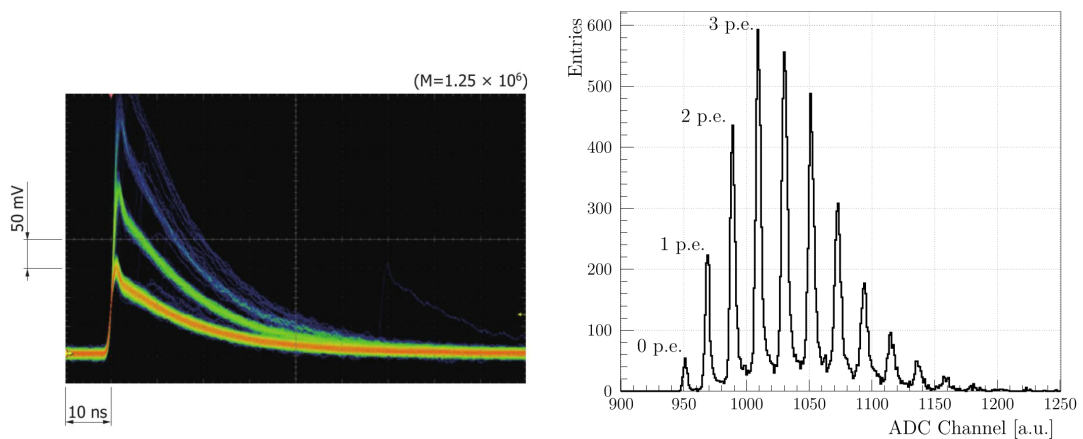 (M=1.25 × 10⁶)
50 mV
10 ns
Entries
600
500
400
300
200
100
0
0 p.e.
1 p.e.
2 p.e.
3 p.e.
900 950 1000 1050 1100 1150 1200 1250
ADC Channel [a.u.]